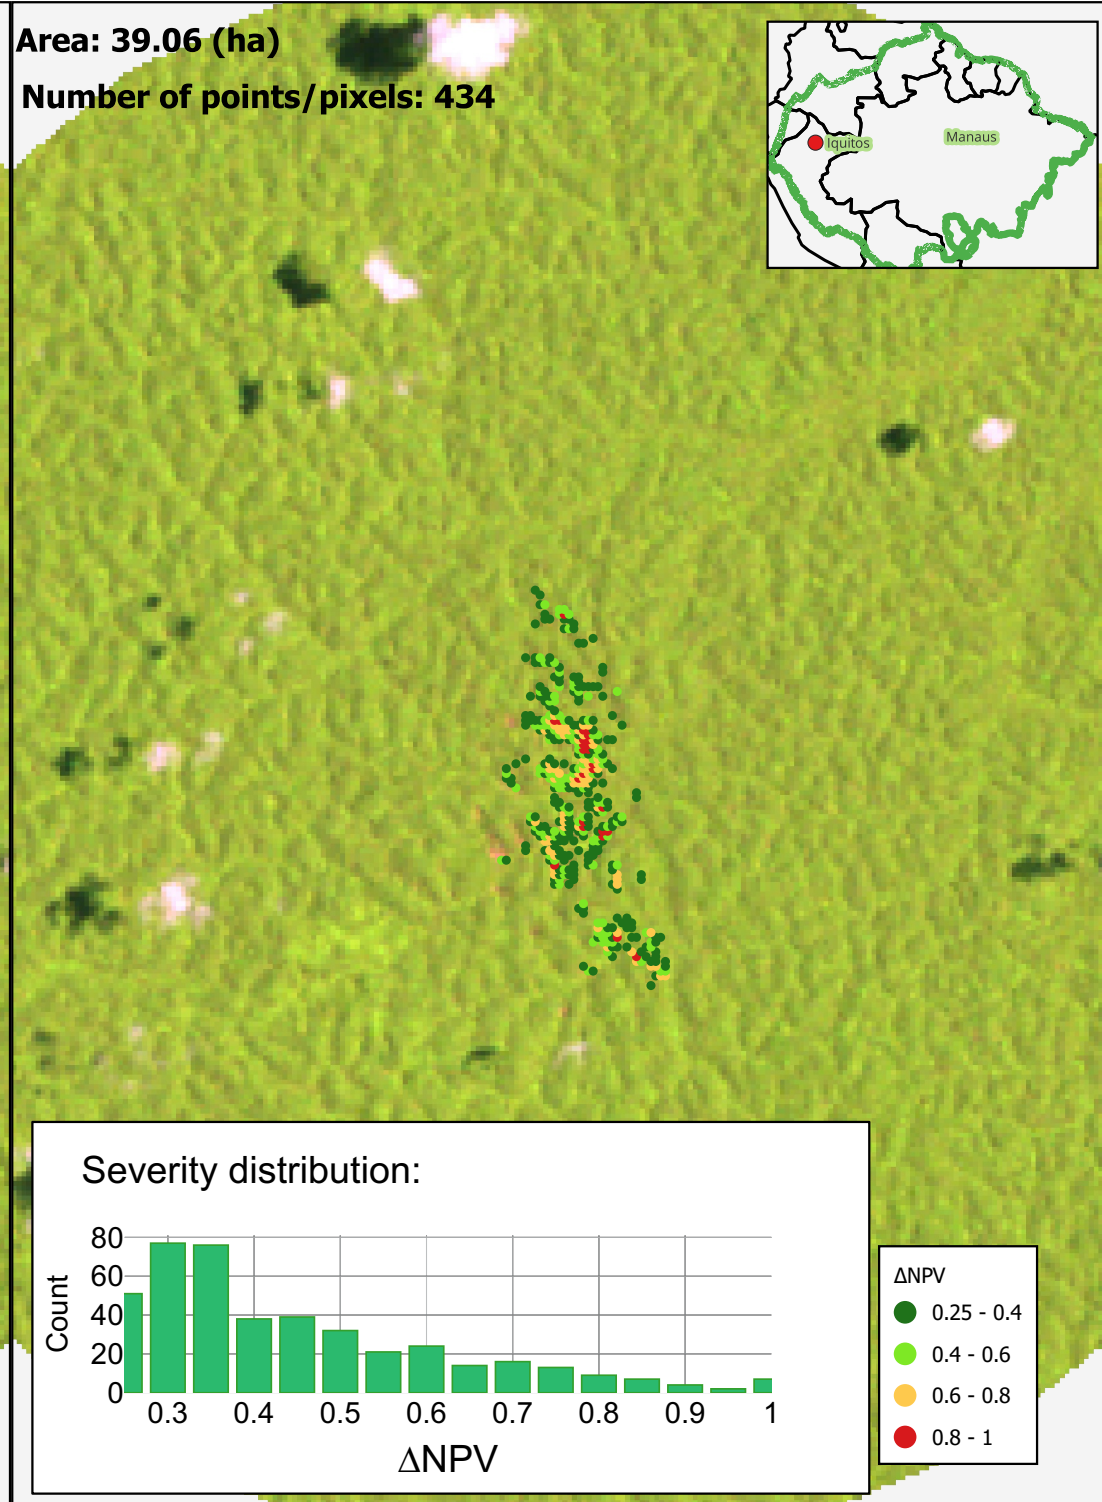 Area: 39.06 (ha)
Number of points/pixels: 434
Iquitos
Manaus
Severity distribution:
Count
80
60
40
20
0
0.3 0.4 0.5 0.6 0.7 0.8 0.9 1
ΔNPV
ΔNPV
0.25 - 0.4
0.4 - 0.6
0.6 - 0.8
0.8 - 1